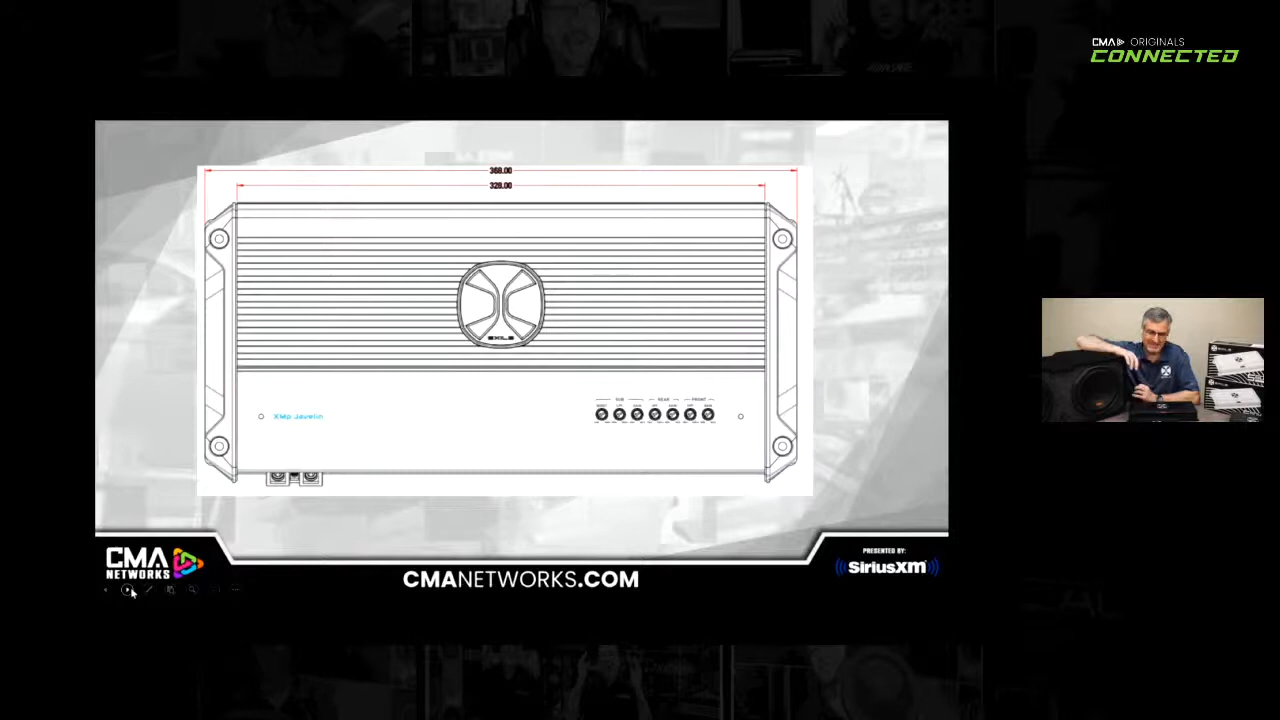 CMA ORIGINALS
CONNECTED
368.00
328.00
EXILE
XMp Javelin
SUB REAR FRONT
CMA
NETWORKS
CMANETWORKS.COM
PRESENTED BY:
SiriusXM